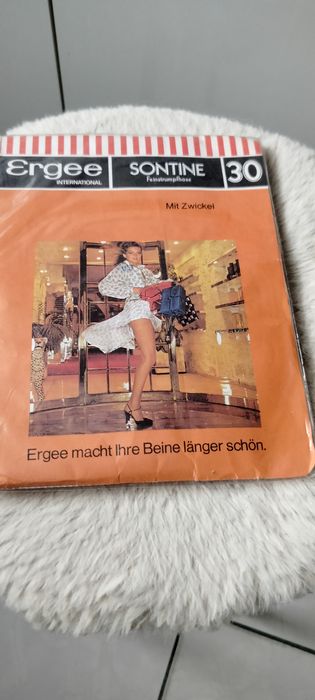 Ergee
INTERNATIONAL
SONTINE
Feinstrumpfhose
30
Mit Zwickel
Ergee macht Ihre Beine länger schön.